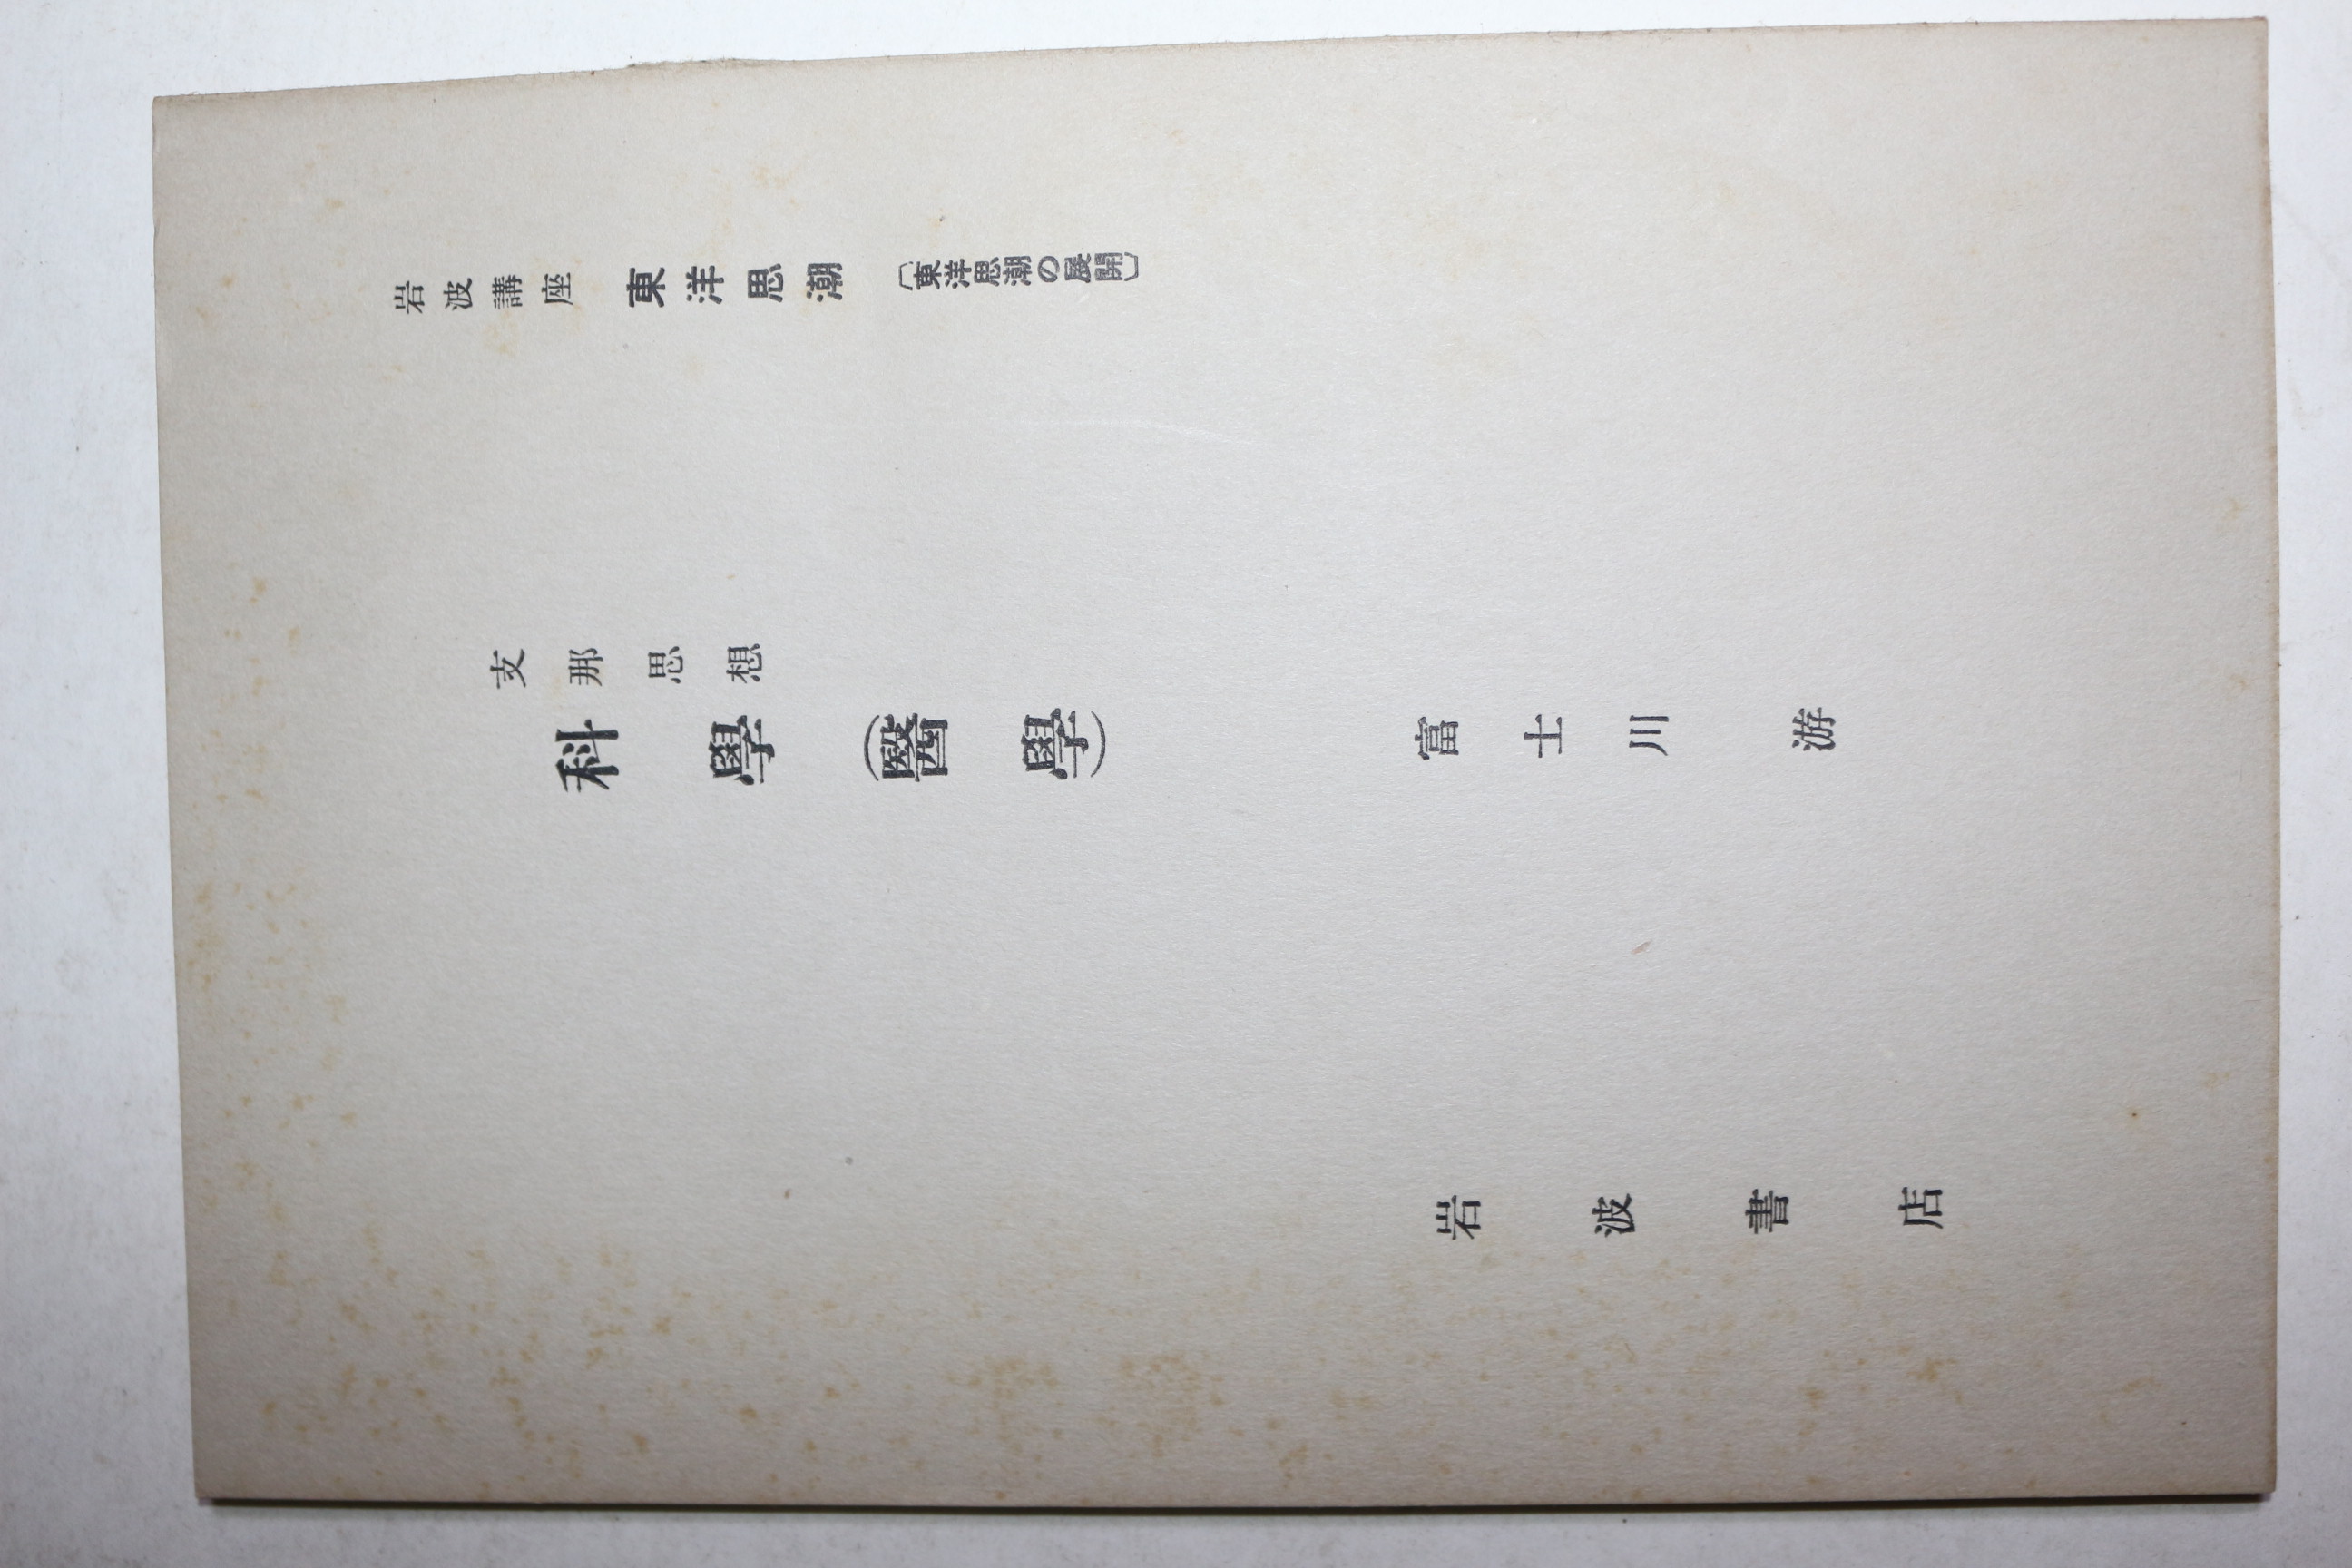 岩波講座 東洋思潮 〔東洋思潮の展開〕
支那思想
科學(醫學)
富士川 游
岩波書店